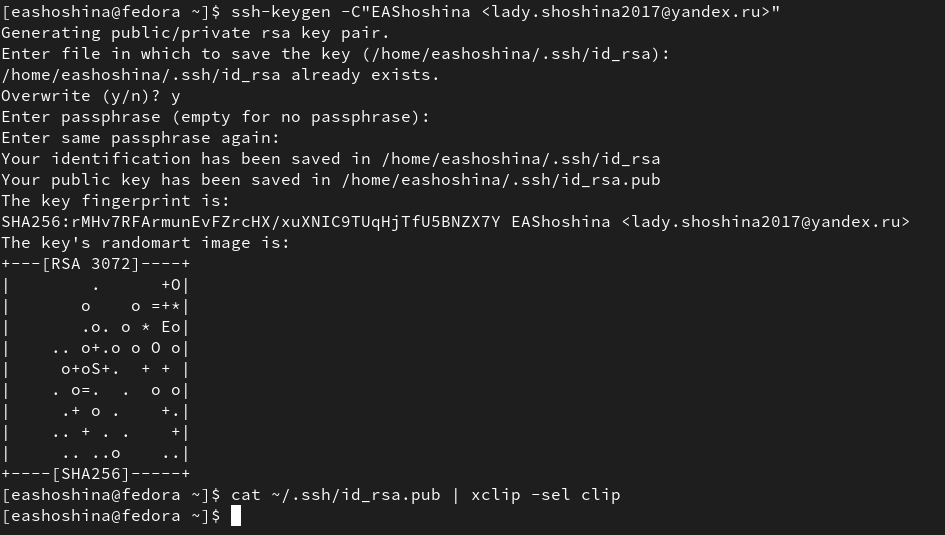 [eashoshina@fedora ~]$ ssh-keygen -C"EAShoshina <lady.shoshina2017@yandex.ru>"
Generating public/private rsa key pair.
Enter file in which to save the key (/home/eashoshina/.ssh/id_rsa):
/home/eashoshina/.ssh/id_rsa already exists.
Overwrite (y/n)? y
Enter passphrase (empty for no passphrase):
Enter same passphrase again:
Your identification has been saved in /home/eashoshina/.ssh/id_rsa
Your public key has been saved in /home/eashoshina/.ssh/id_rsa.pub
The key fingerprint is:
SHA256:rMHv7RFArmunEvFZrcHX/xuXNIC9TUqHjTfU5BNZX7Y EAShoshina <lady.shoshina2017@yandex.ru>
The key's randomart image is:
+---[RSA 3072]----+
|        .      +O|
|       o    o =+*|
|       .o. o * Eo|
|    .. o+.o o O o|
|     o+oS+.  + + |
|    . o=.  .  o o|
|     .+ o .    +.|
|    .. + . .    +|
|     .. ..o    ..|
+----[SHA256]-----+
[eashoshina@fedora ~]$ cat ~/.ssh/id_rsa.pub | xclip -sel clip
[eashoshina@fedora ~]$